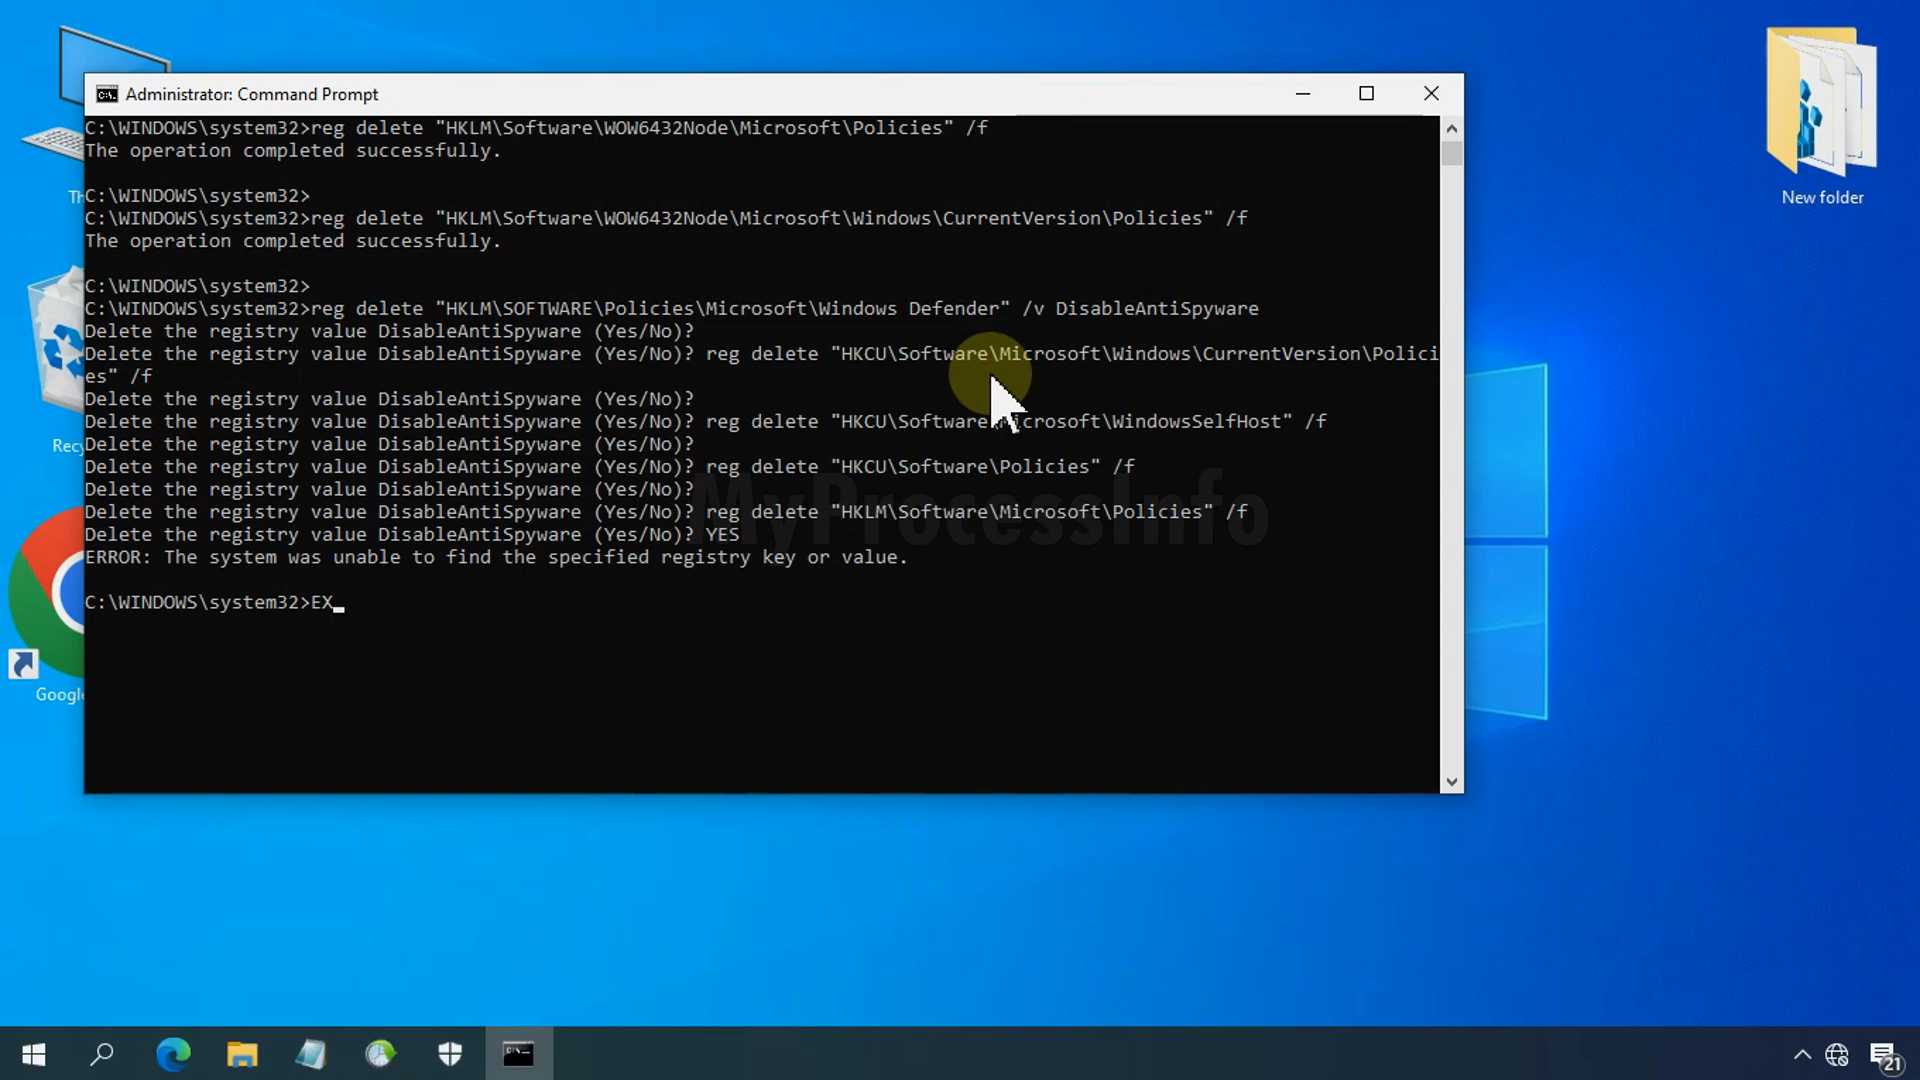 Administrator: Command Prompt
C:\WINDOWS\system32>reg delete "HKLM\Software\WOW6432Node\Microsoft\Policies" /f
The operation completed successfully.
C:\WINDOWS\system32>
C:\WINDOWS\system32>reg delete "HKLM\Software\WOW6432Node\Microsoft\Windows\CurrentVersion\Policies" /f
The operation completed successfully.
C:\WINDOWS\system32>
C:\WINDOWS\system32>reg delete "HKLM\SOFTWARE\Policies\Microsoft\Windows Defender" /v DisableAntiSpyware
Delete the registry value DisableAntiSpyware (Yes/No)?
Delete the registry value DisableAntiSpyware (Yes/No)? reg delete "HKCU\Software\Microsoft\Windows\CurrentVersion\Polici
es" /f
Delete the registry value DisableAntiSpyware (Yes/No)?
Delete the registry value DisableAntiSpyware (Yes/No)? reg delete "HKCU\Software\Microsoft\WindowsSelfHost" /f
Delete the registry value DisableAntiSpyware (Yes/No)?
Delete the registry value DisableAntiSpyware (Yes/No)? reg delete "HKCU\Software\Policies" /f
Delete the registry value DisableAntiSpyware (Yes/No)?
Delete the registry value DisableAntiSpyware (Yes/No)? reg delete "HKLM\Software\Microsoft\Policies" /f
Delete the registry value DisableAntiSpyware (Yes/No)? YES
ERROR: The system was unable to find the specified registry key or value.
C:\WINDOWS\system32>EX_
MyProcessInfo
Th
Recy
Google
New folder
21